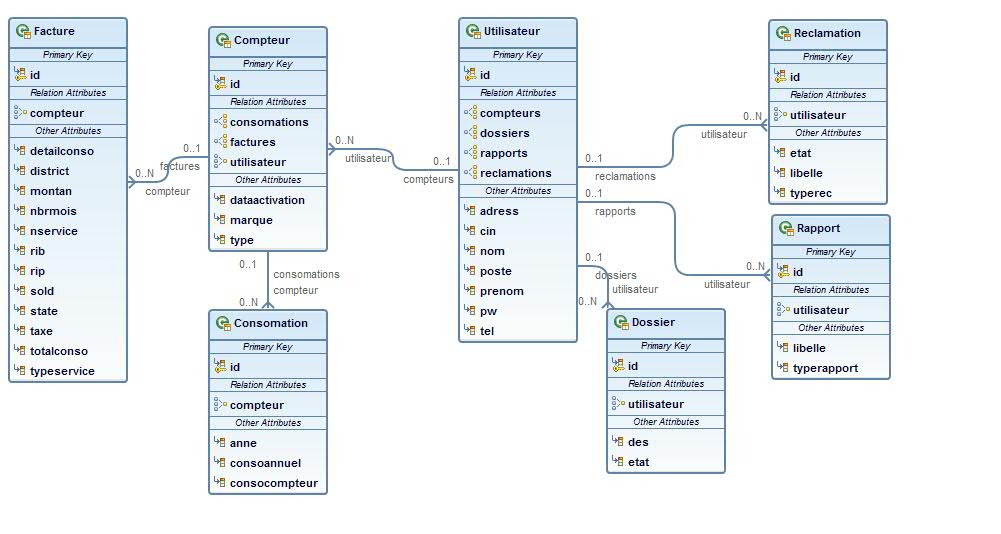 Facture
Primary Key
id
Relation Attributes
compteur
Other Attributes
detailconso
district
montan
nbrmois
nservice
rib
rip
sold
state
taxe
totalconso
typeservice
0..1
factures
0..N
compteur
Compteur
Primary Key
id
Relation Attributes
consomations
factures
utilisateur
Other Attributes
dataactivation
marque
type
0..1
consomations
compteur
0..N
Consomation
Primary Key
id
Relation Attributes
compteur
Other Attributes
anne
consoannuel
consocompteur
0..N
utilisateur
0..1
compteurs
Utilisateur
Primary Key
id
Relation Attributes
compteurs
dossiers
rapports
reclamations
Other Attributes
adress
cin
nom
poste
prenom
pw
tel
0..1
reclamations
0..N
utilisateur
0..1
rapports
0..N
utilisateur
0..1
dossiers
utilisateur
0..N
Dossier
Primary Key
id
Relation Attributes
utilisateur
Other Attributes
des
etat
Reclamation
Primary Key
id
Relation Attributes
utilisateur
Other Attributes
etat
libelle
typerec
Rapport
Primary Key
id
Relation Attributes
utilisateur
Other Attributes
libelle
typerapport